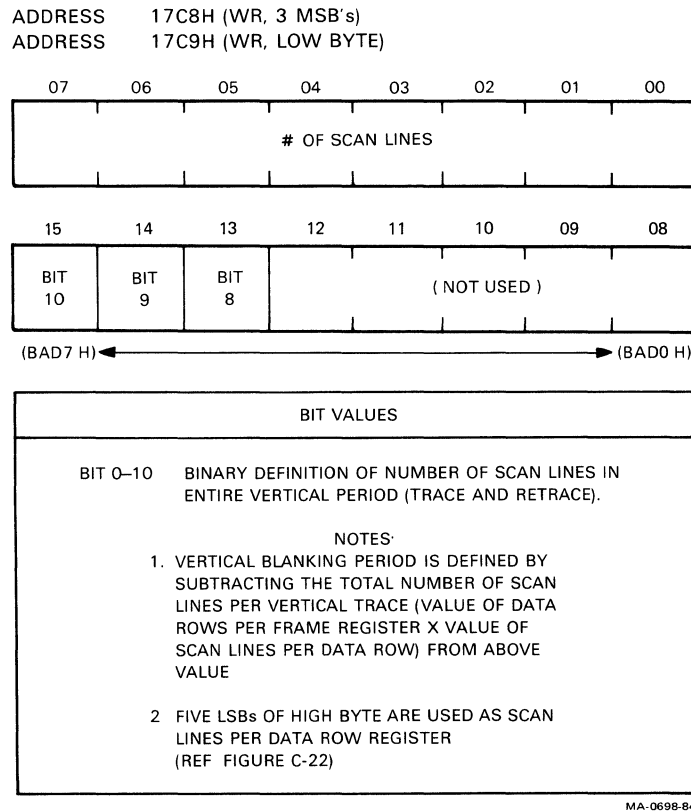 ADDRESS 17C8H (WR, 3 MSB's)
ADDRESS 17C9H (WR, LOW BYTE)
07 06 05 04 03 02 01 00
# OF SCAN LINES
15 14 13 12 11 10 09 08
BIT 10 BIT 9 BIT 8 ( NOT USED )
(BAD7 H) (BAD0 H)
BIT VALUES
BIT 0–10 BINARY DEFINITION OF NUMBER OF SCAN LINES IN
ENTIRE VERTICAL PERIOD (TRACE AND RETRACE).
NOTES·
1. VERTICAL BLANKING PERIOD IS DEFINED BY
SUBTRACTING THE TOTAL NUMBER OF SCAN
LINES PER VERTICAL TRACE (VALUE OF DATA
ROWS PER FRAME REGISTER X VALUE OF
SCAN LINES PER DATA ROW) FROM ABOVE
VALUE
2 FIVE LSBs OF HIGH BYTE ARE USED AS SCAN
LINES PER DATA ROW REGISTER
(REF FIGURE C-22)
MA-0698-84